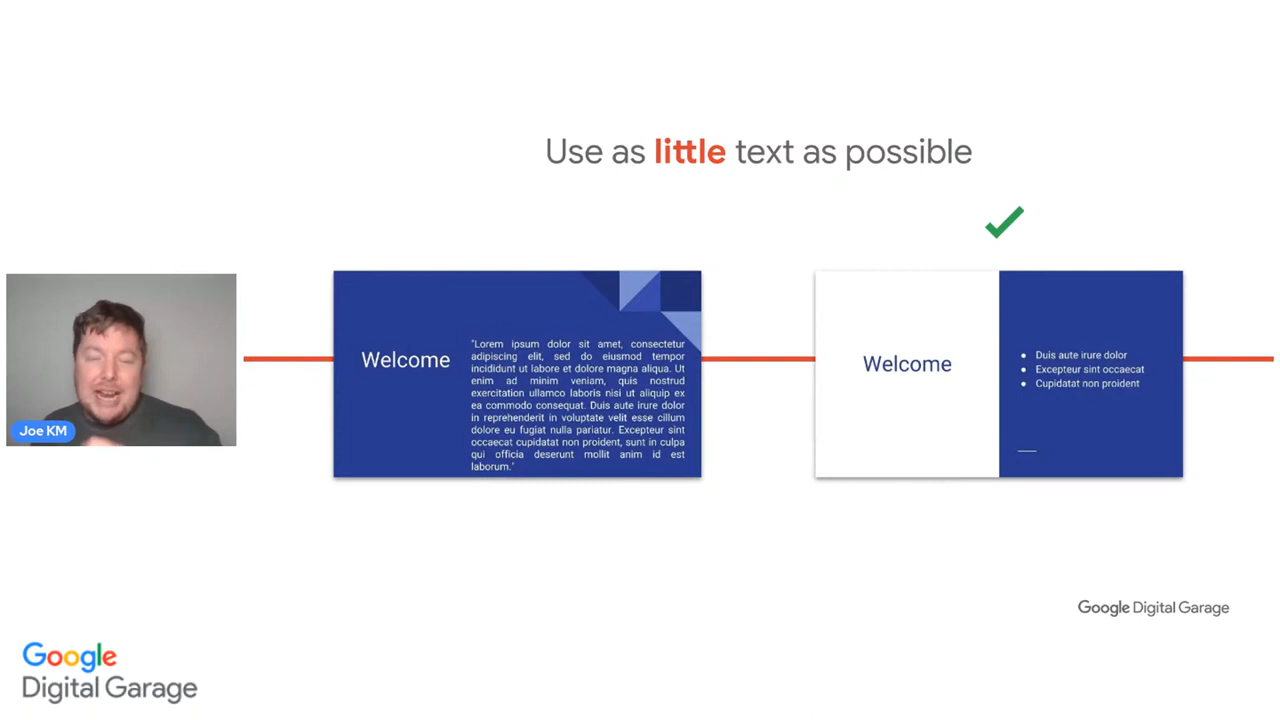 Use as little text as possible
Joe KM
Welcome
"Lorem ipsum dolor sit amet, consectetur
adipiscing elit, sed do eiusmod tempor
incididunt ut labore et dolore magna aliqua. Ut
enim ad minim veniam, quis nostrud
exercitation ullamco laboris nisi ut aliquip ex
ea commodo consequat. Duis aute irure dolor
in reprehenderit in voluptate velit esse cillum
dolore eu fugiat nulla pariatur. Excepteur sint
occaecat cupidatat non proident, sunt in culpa
qui officia deserunt mollit anim id est
laborum."
Welcome
● Duis aute irure dolor
● Excepteur sint occaecat
● Cupidatat non proident
Google Digital Garage
Google
Digital Garage